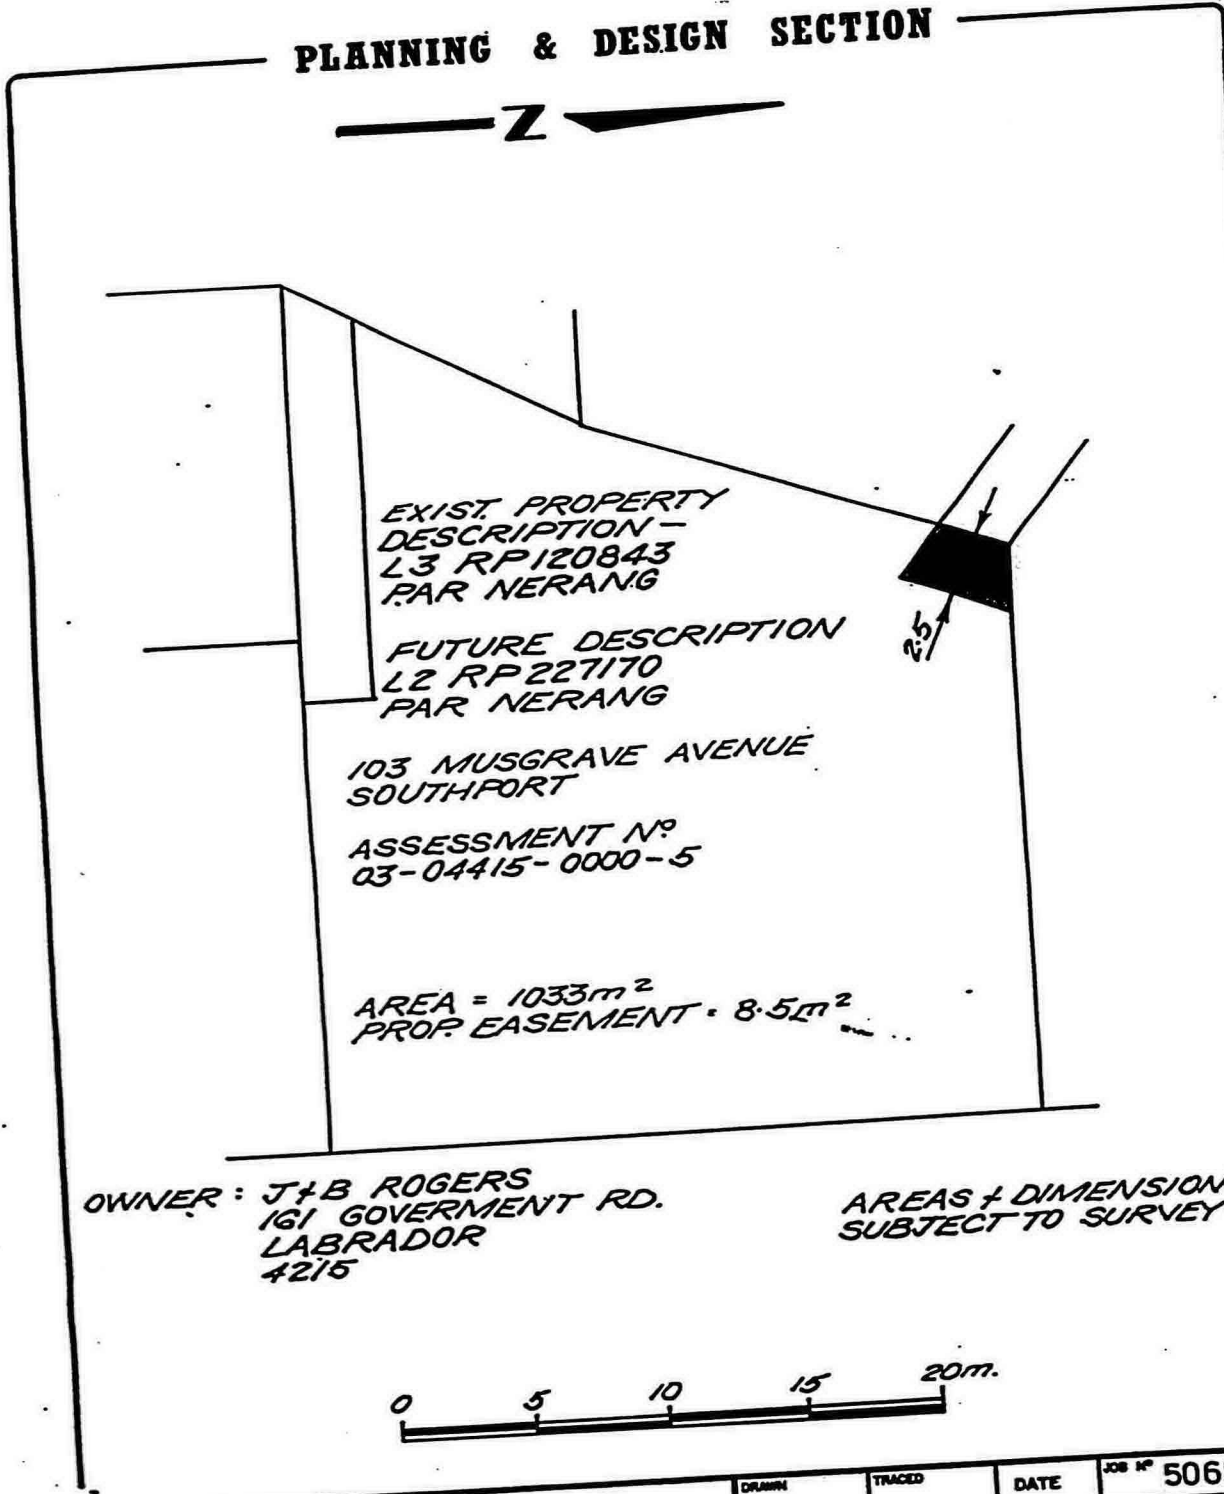 PLANNING & DESIGN SECTION
Z
EXIST. PROPERTY
DESCRIPTION –
L3 RP120843
PAR NERANG
2.5
FUTURE DESCRIPTION
L2 RP227170
PAR NERANG
103 MUSGRAVE AVENUE
SOUTHPORT
ASSESSMENT Nº
03-04415-0000-5
AREA = 1033m²
PROP. EASEMENT = 8.5m²
OWNER : J+B ROGERS
161 GOVERMENT RD.
LABRADOR
4215
AREAS + DIMENSION
SUBJECT TO SURVEY
0 5 10 15 20m.
DRAWN TRACED DATE JOB Nº 506